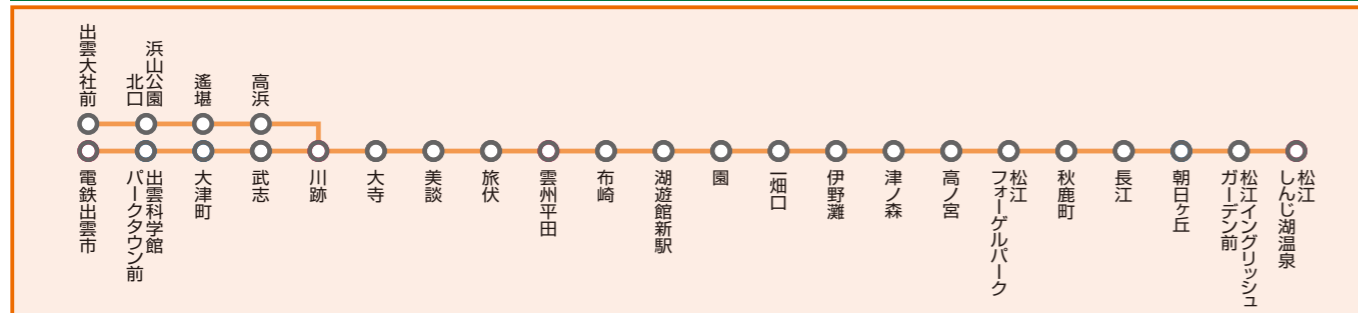 出雲大社前
浜山公園
北口
遙堪
高浜
電鉄出雲市
出雲科学館
パークタウン前
大津町
武志
川跡
大寺
美談
旅伏
雲州平田
布崎
湖遊館新駅
園
一畑口
伊野灘
津ノ森
高ノ宮
松江
フォーゲルパーク
秋鹿町
長江
朝日ヶ丘
松江イングリッシュ
ガーデン前
松江
しんじ湖温泉